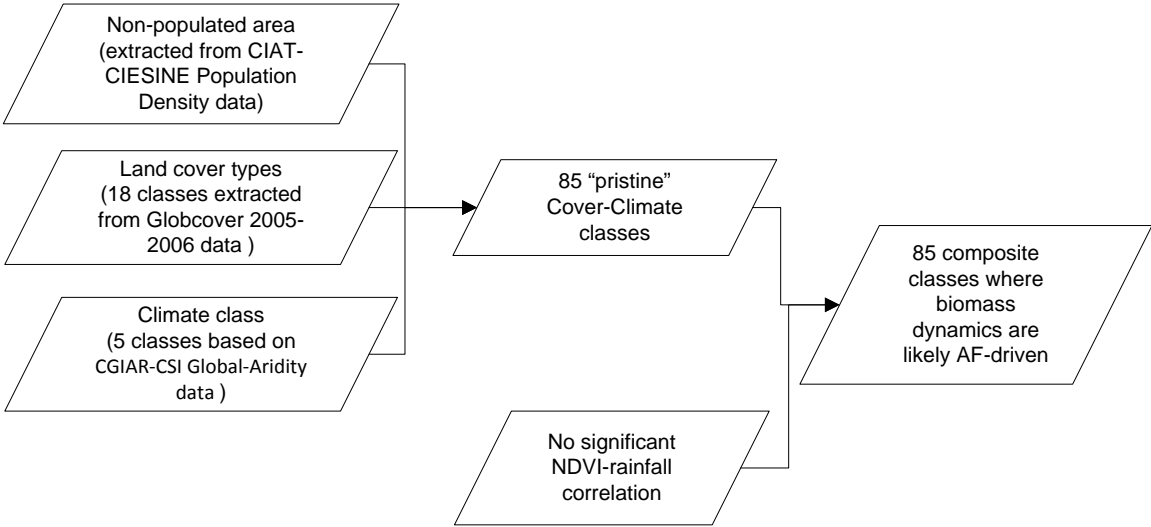 Non-populated area
(extracted from CIAT-
CIESINE Population
Density data)
Land cover types
(18 classes extracted
from Globcover 2005-
2006 data )
Climate class
(5 classes based on
CGIAR-CSI Global-Aridity
data )
85 “pristine”
Cover-Climate
classes
No significant
NDVI-rainfall
correlation
85 composite
classes where
biomass
dynamics are
likely AF-driven